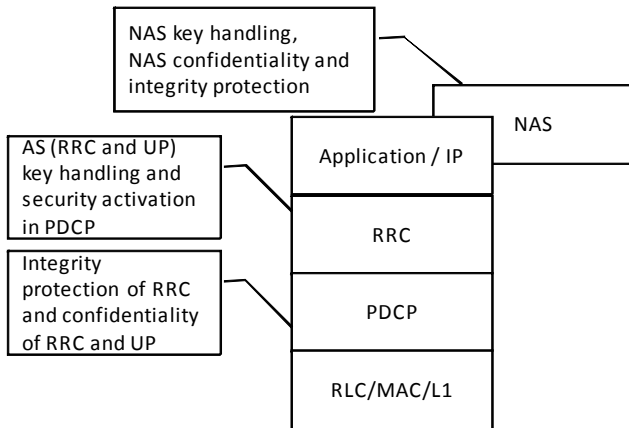 NAS key handling,
NAS confidentiality and
integrity protection
NAS
Application / IP
AS (RRC and UP)
key handling and
security activation
in PDCP
RRC
Integrity
protection of RRC
and confidentiality
of RRC and UP
PDCP
RLC/MAC/L1